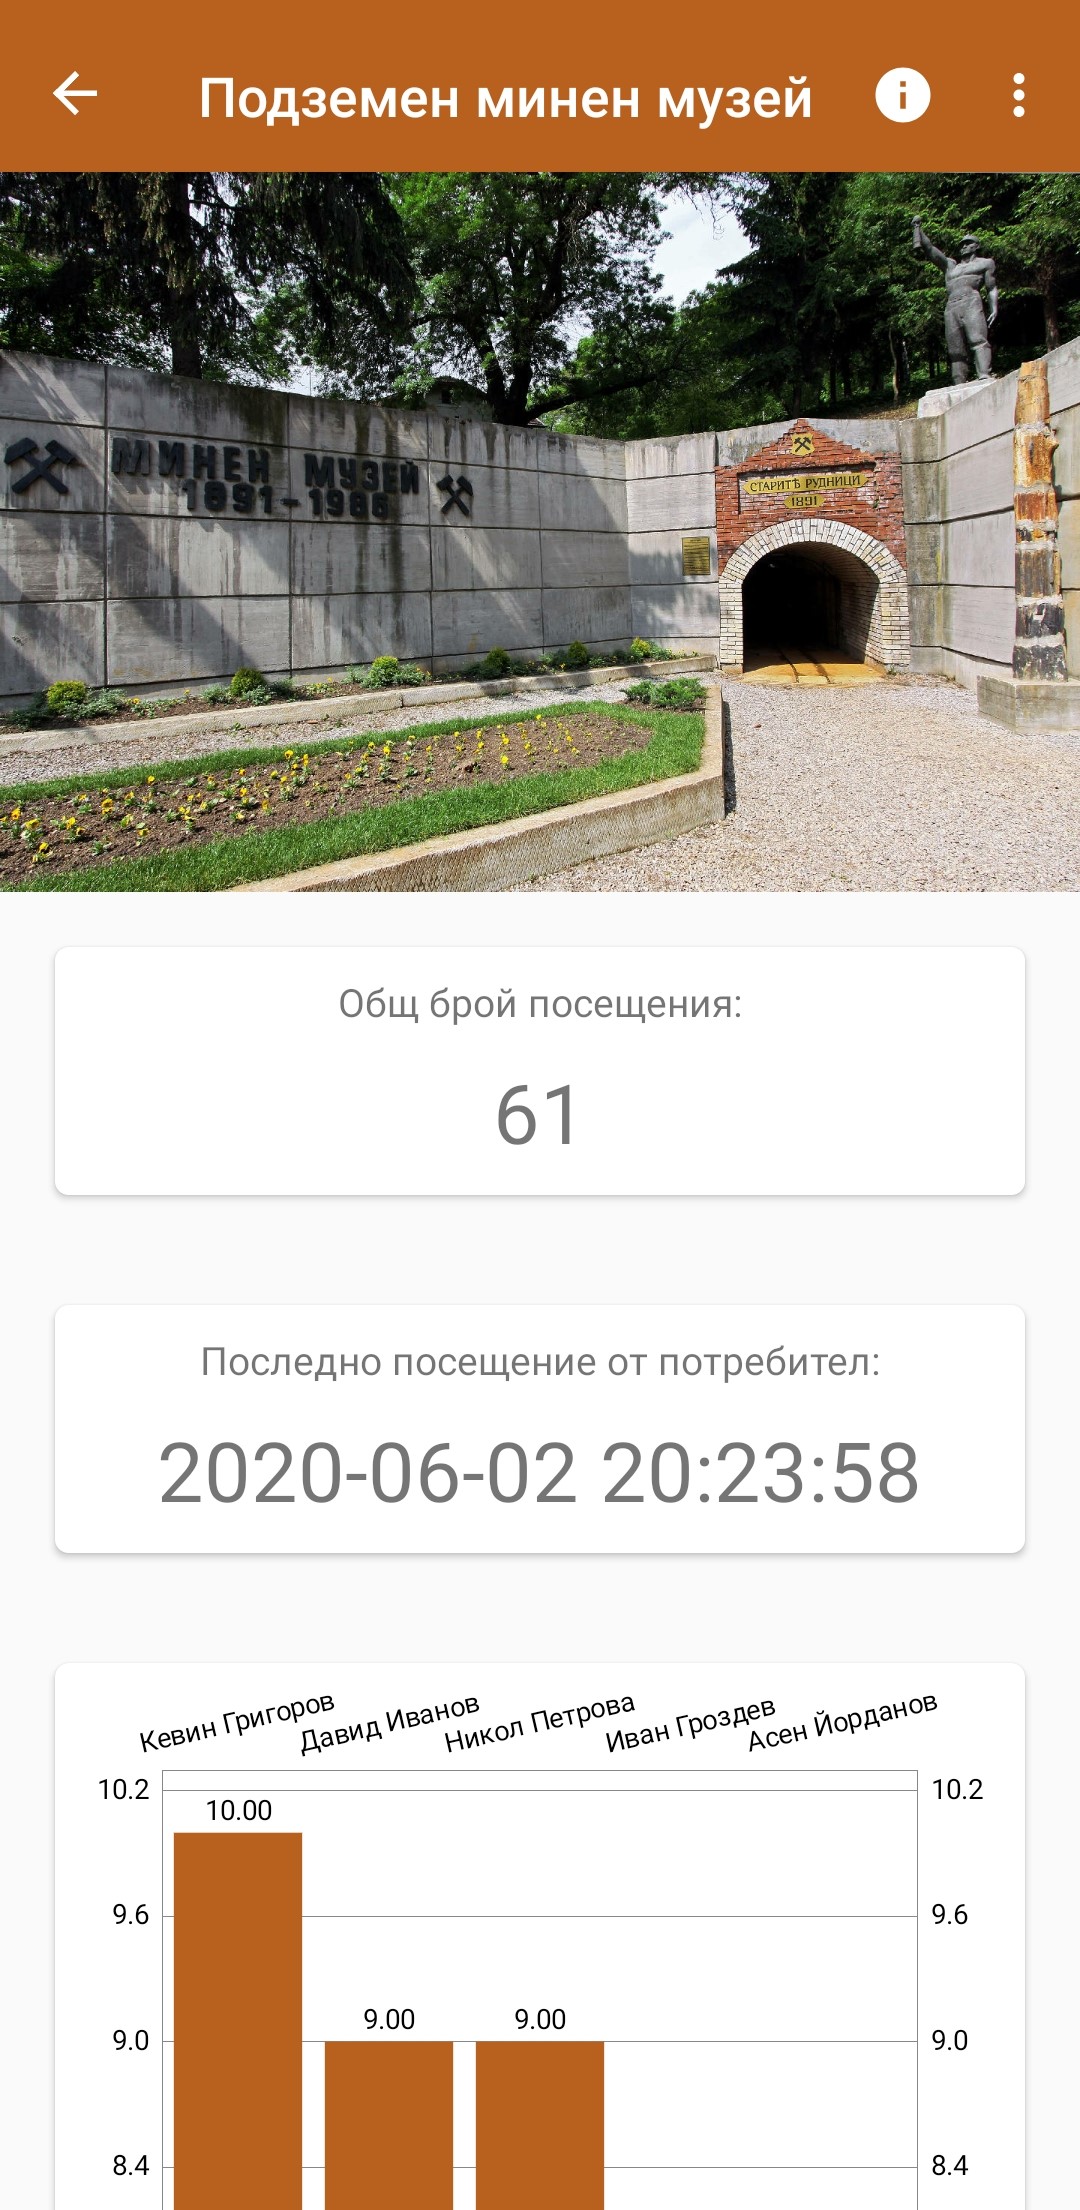 Подземен минен музей
МИНЕН МУЗЕЙ
1891-1986
СТАРИТѢ РУДНИЦИ
1891
Общ брой посещения:
61
Последно посещение от потребител:
2020-06-02 20:23:58
Кевин Григоров
Давид Иванов
Никол Петрова
Иван Гроздев
Асен Йорданов
10.2
10.2
10.00
9.6
9.6
9.00
9.00
9.0
9.0
8.4
8.4